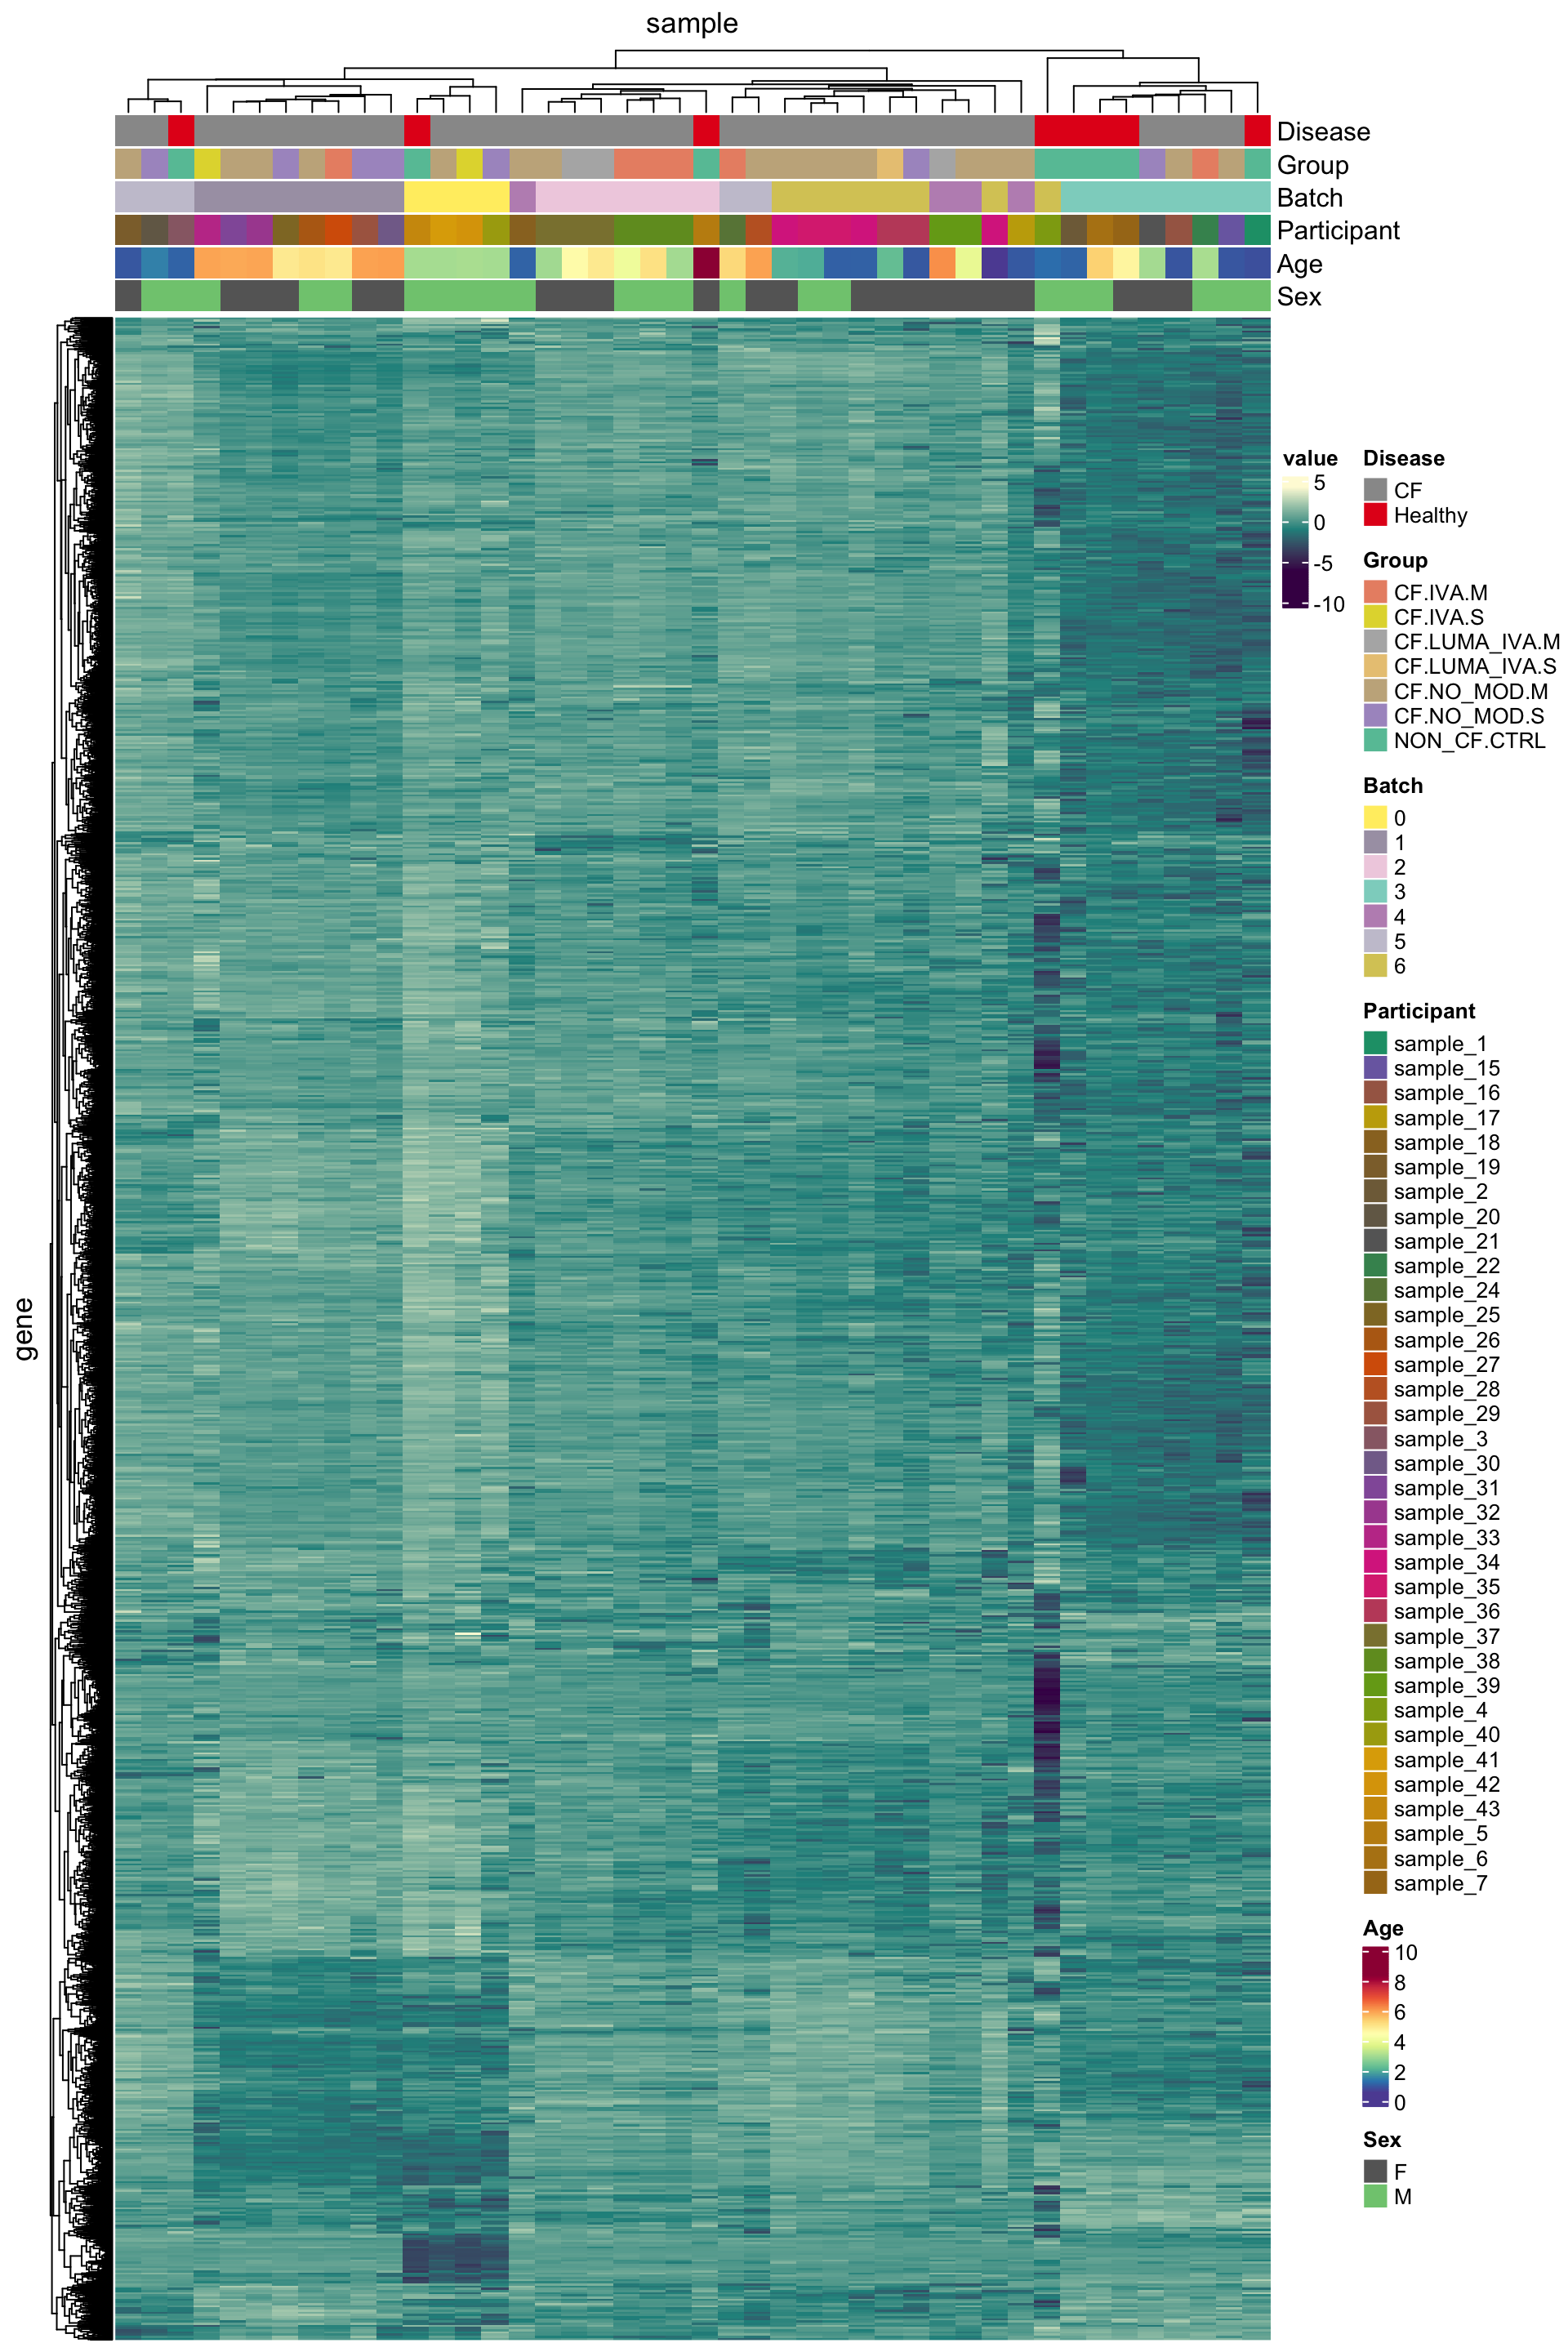 sample
Disease
Group
Batch
Participant
Age
Sex
gene
value
5
0
-5
-10
Disease
CF
Healthy
Group
CF.IVA.M
CF.IVA.S
CF.LUMA_IVA.M
CF.LUMA_IVA.S
CF.NO_MOD.M
CF.NO_MOD.S
NON_CF.CTRL
Batch
0
1
2
3
4
5
6
Participant
sample_1
sample_15
sample_16
sample_17
sample_18
sample_19
sample_2
sample_20
sample_21
sample_22
sample_24
sample_25
sample_26
sample_27
sample_28
sample_29
sample_3
sample_30
sample_31
sample_32
sample_33
sample_34
sample_35
sample_36
sample_37
sample_38
sample_39
sample_4
sample_40
sample_41
sample_42
sample_43
sample_5
sample_6
sample_7
Age
10
8
6
4
2
0
Sex
F
M